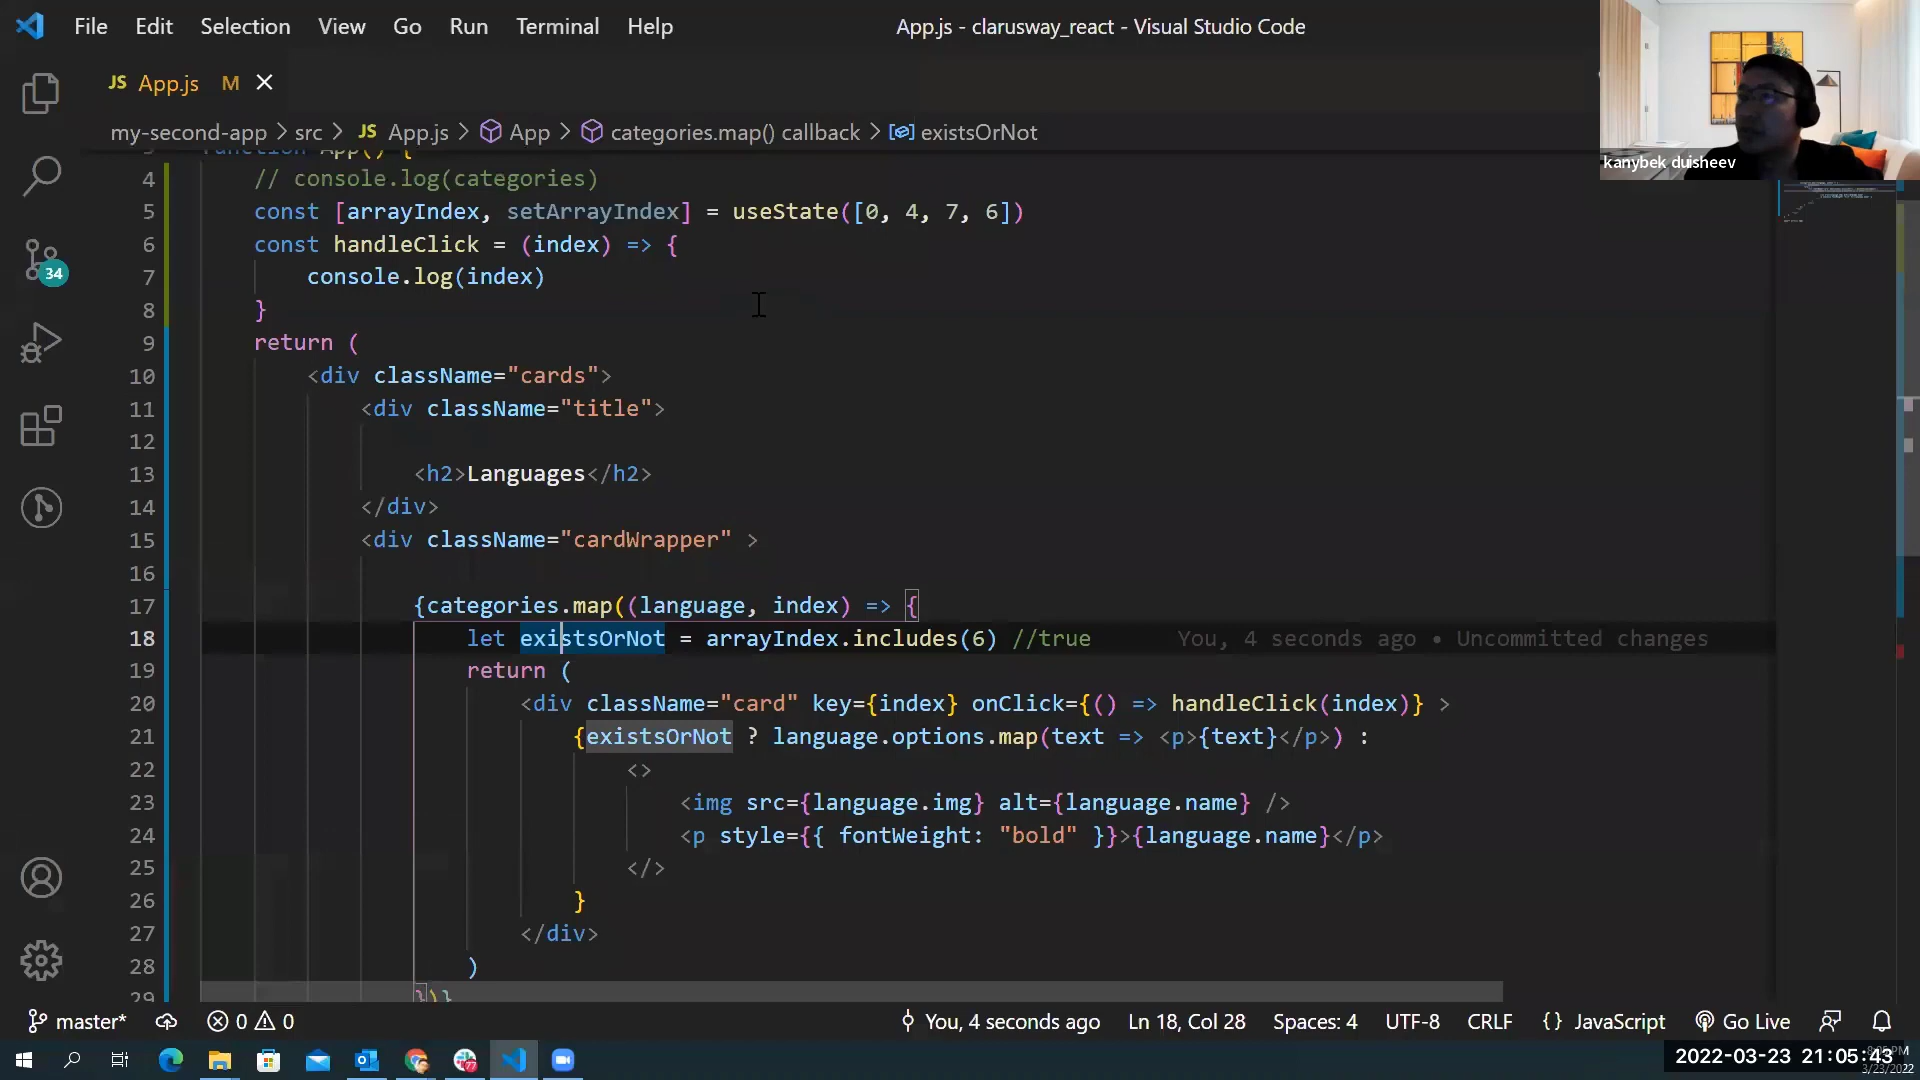 File Edit Selection View Go Run Terminal Help App.js - clarusway_react - Visual Studio Code
JS App.js M
my-second-app > src > JS App.js > App > categories.map() callback > existsOrNot
kanybek duisheev
function App() {
4 // console.log(categories)
5 const [arrayIndex, setArrayIndex] = useState([0, 4, 7, 6])
6 const handleClick = (index) => {
7 console.log(index)
8 }
9 return (
10 <div className="cards">
11 <div className="title">
12
13 <h2>Languages</h2>
14 </div>
15 <div className="cardWrapper" >
16
17 {categories.map((language, index) => {
18 let existsOrNot = arrayIndex.includes(6) //true You, 4 seconds ago • Uncommitted changes
19 return (
20 <div className="card" key={index} onClick={() => handleClick(index)} >
21 {existsOrNot ? language.options.map(text => <p>{text}</p>) :
22 <>
23 <img src={language.img} alt={language.name} />
24 <p style={{ fontWeight: "bold" }}>{language.name}</p>
25 </>
26 }
27 </div>
28 )
29 })}
34
master* 0 0 You, 4 seconds ago Ln 18, Col 28 Spaces: 4 UTF-8 CRLF {} JavaScript Go Live
77
2022-03-23 21:05:43
3/23/2022